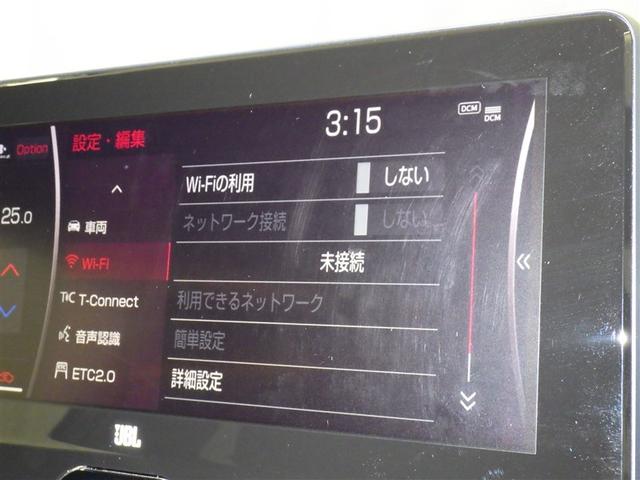 3:15
DCM
DCM
Option
設定・編集
25.0
車両
Wi-Fi
T-Connect
音声認識
ETC2.0
Wi-Fiの利用 しない
ネットワーク接続 しない
未接続
利用できるネットワーク
簡単設定
詳細設定
JBL